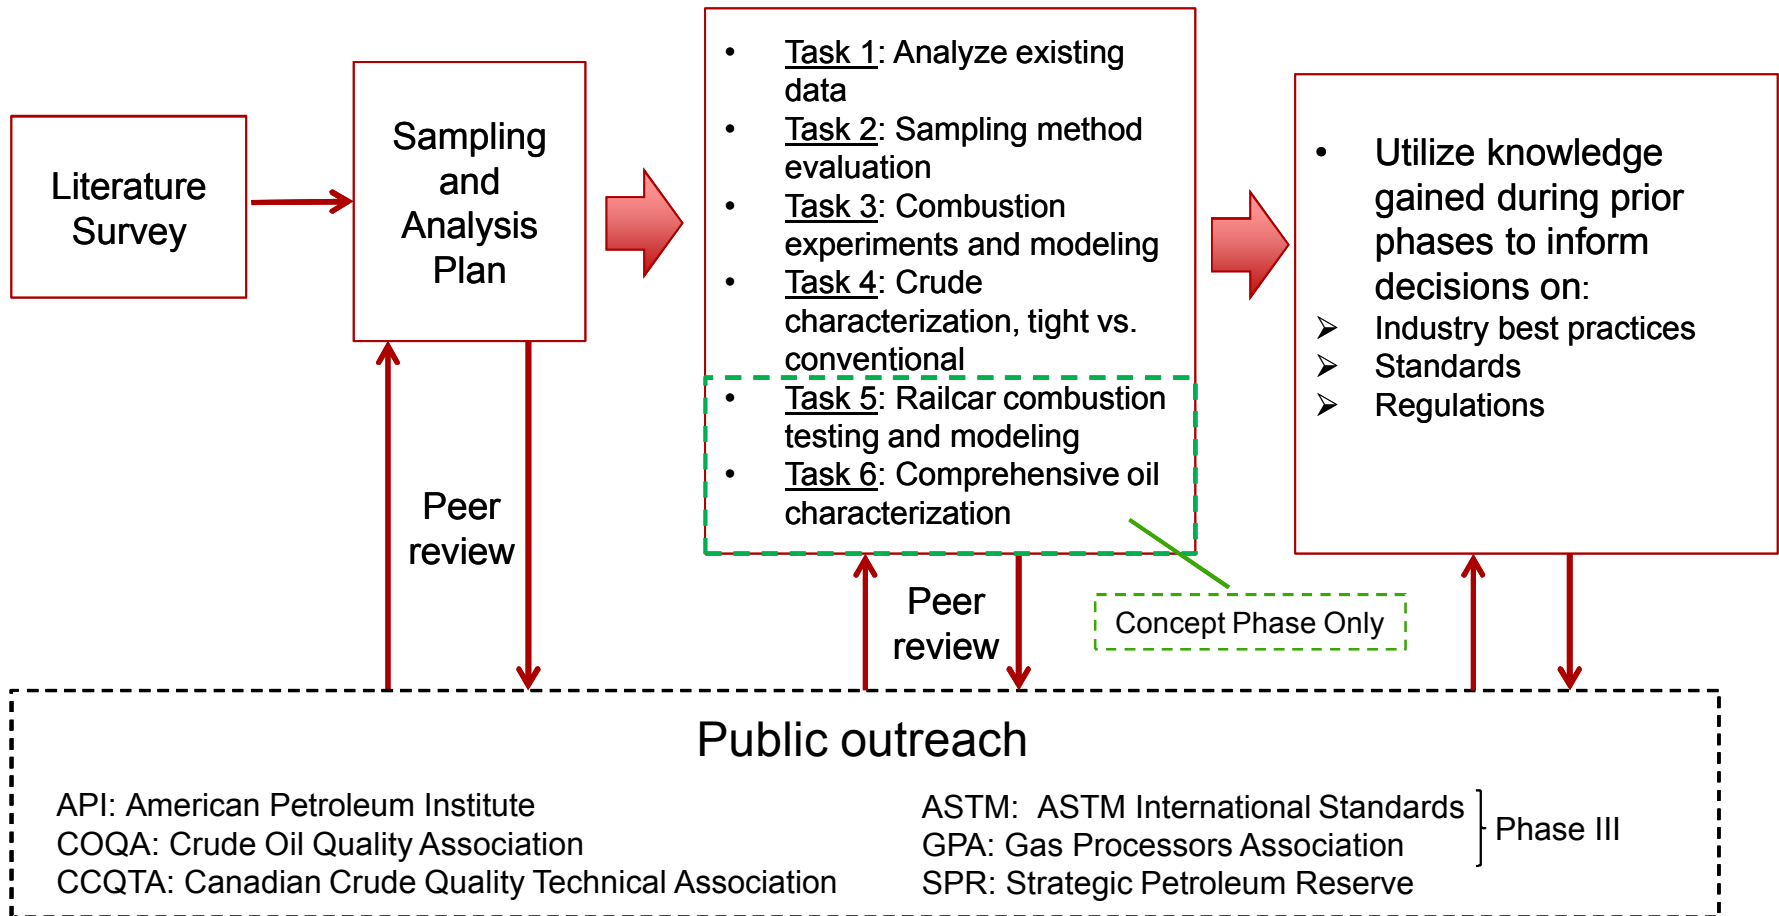 Literature
Survey
Sampling
and
Analysis
Plan
• Task 1: Analyze existing
data
• Task 2: Sampling method
evaluation
• Task 3: Combustion
experiments and modeling
• Task 4: Crude
characterization, tight vs.
conventional
• Task 5: Railcar combustion
testing and modeling
• Task 6: Comprehensive oil
characterization
• Utilize knowledge
gained during prior
phases to inform
decisions on:
➢ Industry best practices
➢ Standards
➢ Regulations
Peer
review
Peer
review
Concept Phase Only
Public outreach
API: American Petroleum Institute
COQA: Crude Oil Quality Association
CCQTA: Canadian Crude Quality Technical Association
ASTM: ASTM International Standards
GPA: Gas Processors Association
SPR: Strategic Petroleum Reserve
Phase III